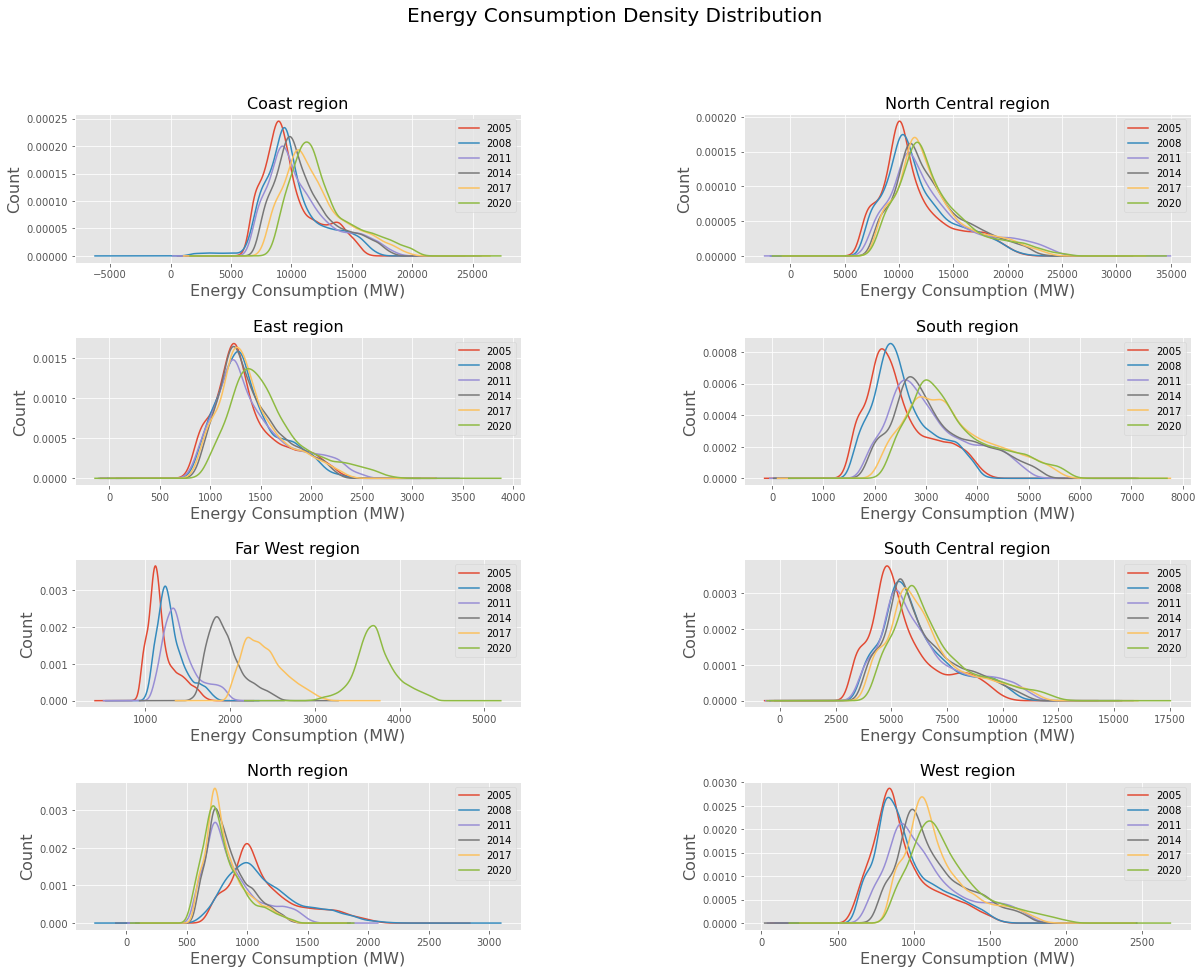 Energy Consumption Density Distribution
Coast region
0.00025
0.00020
0.00015
0.00010
0.00005
0.00000
Count
2005
2008
2011
2014
2017
2020
−5000 0 5000 10000 15000 20000 25000
Energy Consumption (MW)
North Central region
0.00020
0.00015
0.00010
0.00005
0.00000
Count
2005
2008
2011
2014
2017
2020
0 5000 10000 15000 20000 25000 30000 35000
Energy Consumption (MW)
East region
0.0015
0.0010
0.0005
0.0000
Count
2005
2008
2011
2014
2017
2020
0 500 1000 1500 2000 2500 3000 3500 4000
Energy Consumption (MW)
South region
0.0008
0.0006
0.0004
0.0002
0.0000
Count
2005
2008
2011
2014
2017
2020
0 1000 2000 3000 4000 5000 6000 7000 8000
Energy Consumption (MW)
Far West region
0.003
0.002
0.001
0.000
Count
2005
2008
2011
2014
2017
2020
1000 2000 3000 4000 5000
Energy Consumption (MW)
South Central region
0.0003
0.0002
0.0001
0.0000
Count
2005
2008
2011
2014
2017
2020
0 2500 5000 7500 10000 12500 15000 17500
Energy Consumption (MW)
North region
0.003
0.002
0.001
0.000
Count
2005
2008
2011
2014
2017
2020
0 500 1000 1500 2000 2500 3000
Energy Consumption (MW)
West region
0.0030
0.0025
0.0020
0.0015
0.0010
0.0005
0.0000
Count
2005
2008
2011
2014
2017
2020
0 500 1000 1500 2000 2500
Energy Consumption (MW)